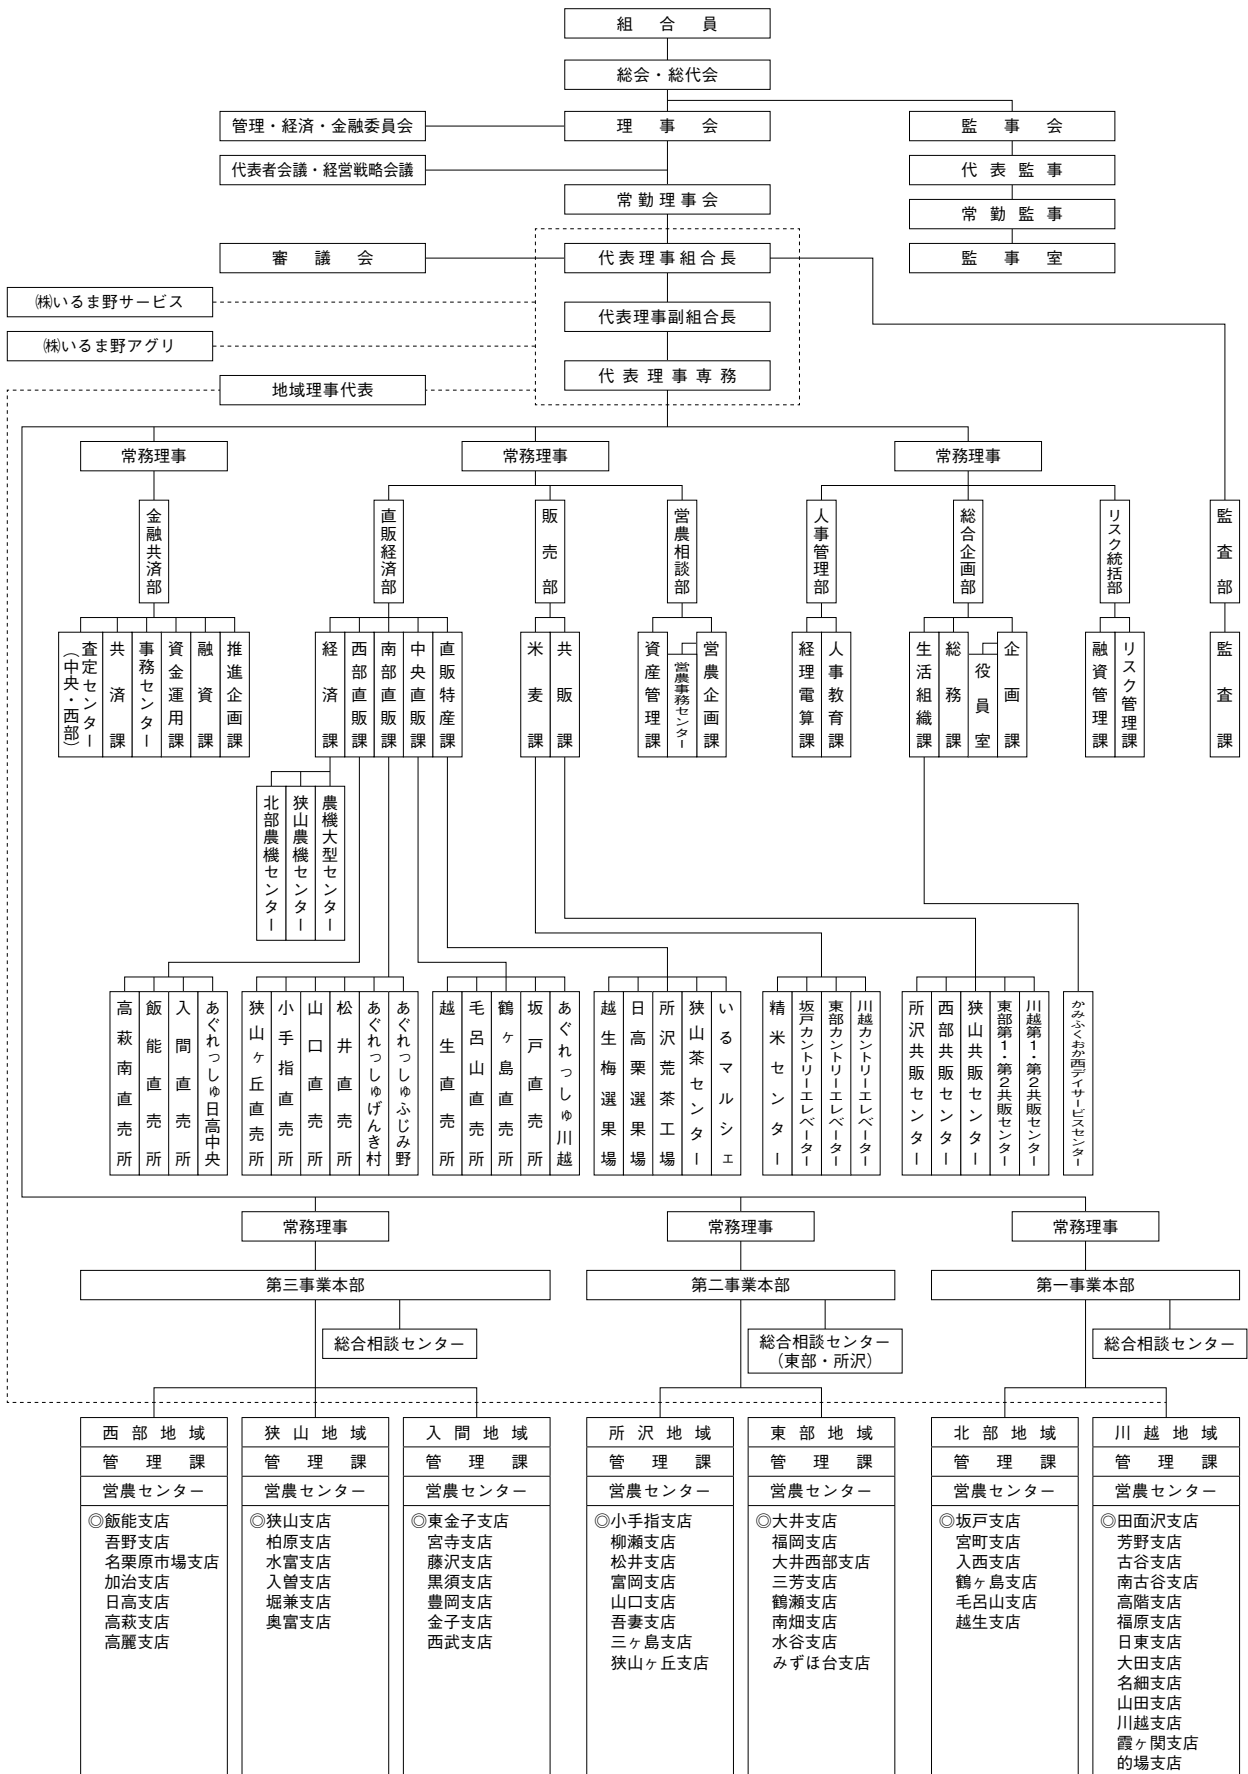 組合員
総会・総代会
管理・経済・金融委員会
理事会
監事会
代表者会議・経営戦略会議
代表監事
常勤理事会
常勤監事
審議会
代表理事組合長
監事室
㈱いるま野サービス
代表理事副組合長
㈱いるま野アグリ
代表理事専務
地域理事代表
常務理事
常務理事
常務理事
金融共済部
直販経済部
販売部
営農相談部
人事管理部
総合企画部
リスク統括部
監査部
査定センター
（中央・西部）
共済課
事務センター
資金運用課
融資課
推進企画課
経済課
西部直販課
南部直販課
中央直販課
直販特産課
米麦課
共販課
資産管理課
営農事務センター
営農企画課
経理電算課
人事教育課
生活組織課
総務課
役員室
企画課
融資管理課
リスク管理課
監査課
北部農機センター
狭山農機センター
農機大型センター
高萩南直売所
飯能直売所
入間直売所
あぐれっしゅ日高中央
狭山ヶ丘直売所
小手指直売所
山口直売所
松井直売所
あぐれっしゅげんき村
あぐれっしゅふじみ野
越生直売所
毛呂山直売所
鶴ヶ島直売所
坂戸直売所
あぐれっしゅ川越
越生梅選果場
日高栗選果場
所沢荒茶工場
狭山茶センター
いるマルシェ
精米センター
坂戸カントリーエレベーター
東部カントリーエレベーター
川越カントリーエレベーター
所沢共販センター
西部共販センター
狭山共販センター
東部第1・第2共販センター
川越第1・第2共販センター
かみふくおか西デイサービスセンター
常務理事
常務理事
常務理事
第三事業本部
第二事業本部
第一事業本部
総合相談センター
総合相談センター
（東部・所沢）
総合相談センター
西部地域
管理課
営農センター
◎飯能支店
吾野支店
名栗原市場支店
加治支店
日高支店
高萩支店
高麗支店
狭山地域
管理課
営農センター
◎狭山支店
柏原支店
水富支店
入曽支店
堀兼支店
奥富支店
入間地域
管理課
営農センター
◎東金子支店
宮寺支店
藤沢支店
黒須支店
豊岡支店
金子支店
西武支店
所沢地域
管理課
営農センター
◎小手指支店
柳瀬支店
松井支店
富岡支店
山口支店
吾妻支店
三ヶ島支店
狭山ヶ丘支店
東部地域
管理課
営農センター
◎大井支店
福岡支店
大井西部支店
三芳支店
鶴瀬支店
南畑支店
水谷支店
みずほ台支店
北部地域
管理課
営農センター
◎坂戸支店
宮町支店
入西支店
鶴ヶ島支店
毛呂山支店
越生支店
川越地域
管理課
営農センター
◎田面沢支店
芳野支店
古谷支店
南古谷支店
高階支店
福原支店
日東支店
大田支店
名細支店
山田支店
川越支店
霞ヶ関支店
的場支店